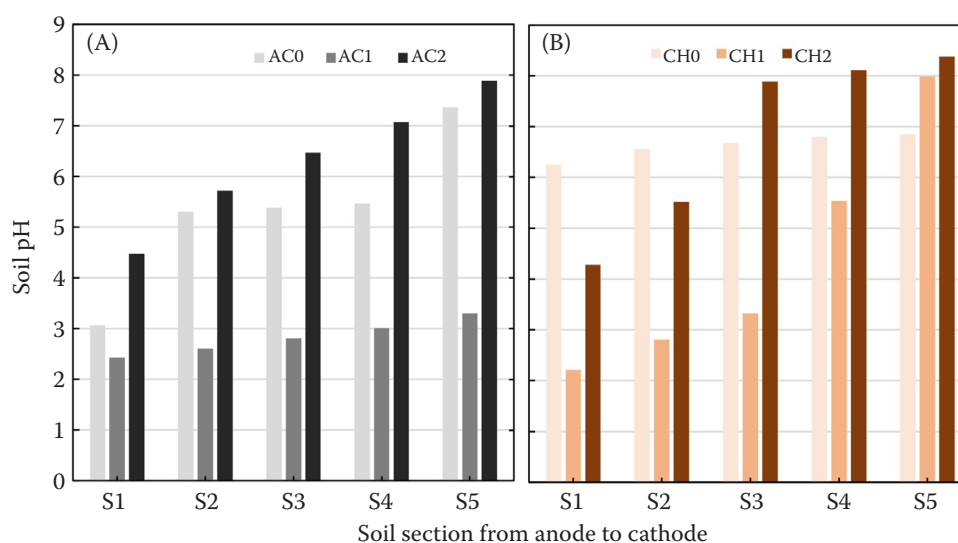 (A)
AC0 AC1 AC2
(B)
CH0 CH1 CH2
Soil pH
9
8
7
6
5
4
3
2
1
0
S1 S2 S3 S4 S5
S1 S2 S3 S4 S5
Soil section from anode to cathode